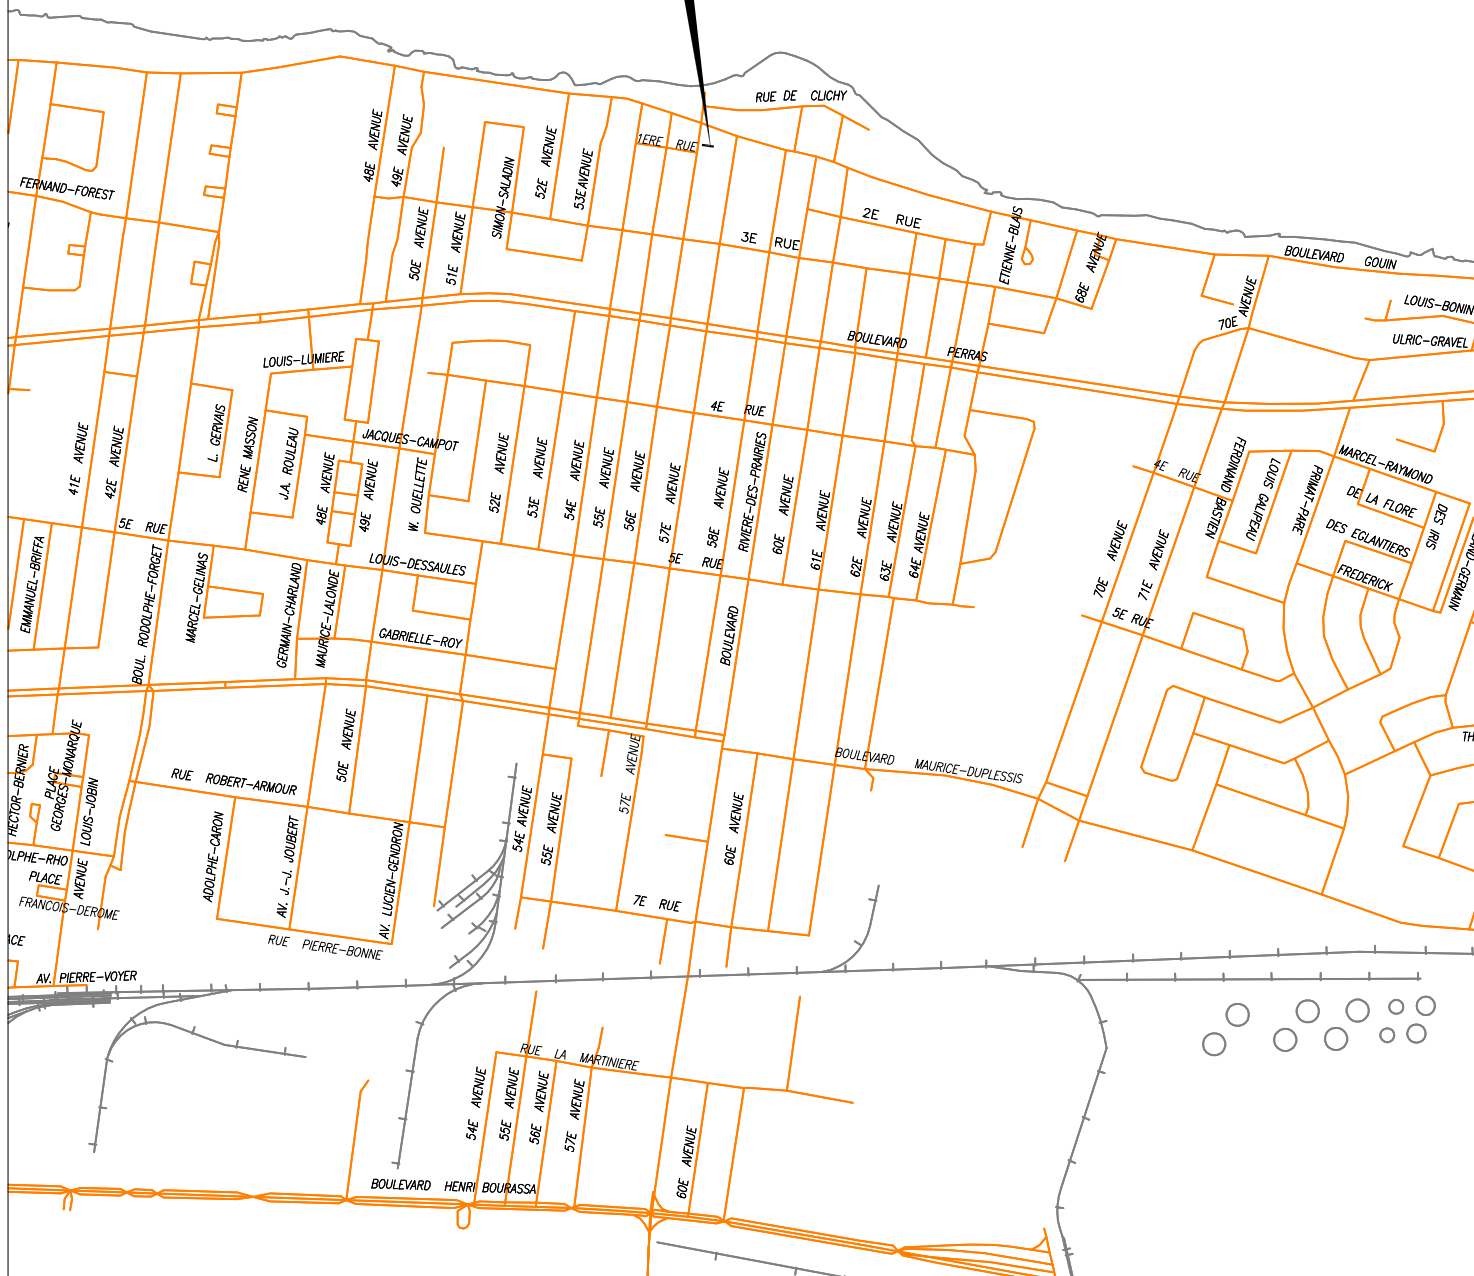 RUE DE CLICHY
48E AVENUE
49E AVENUE
1ERE RUE
52E AVENUE
53E AVENUE
SIMON-SALADIN
FERNAND-FOREST
50E AVENUE
51E AVENUE
2E RUE
3E RUE
ETIENNE-BLAIS
68E AVENUE
BOULEVARD GOUIN
70E AVENUE
LOUIS-BONIN
ULRIC-GRAVEL
BOULEVARD PERRAS
LOUIS-LUMIERE
4E RUE
41E AVENUE
42E AVENUE
L. GERVAIS
RENE MASSON
J.A. ROULEAU
JACQUES-CAMPOT
48E AVENUE
49E AVENUE
W. OUELLETTE
52E AVENUE
53E AVENUE
54E AVENUE
55E AVENUE
56E AVENUE
57E AVENUE
58E AVENUE
BOULEVARD RIVIERE-DES-PRAIRIES
60E AVENUE
61E AVENUE
62E AVENUE
63E AVENUE
64E AVENUE
4E RUE
FERDINAND BASTIEN
LOUIS GALIPEAU
PRIMAT-PARE
MARCEL-RAYMOND
DE LA FLORE
DES IRIS
DES EGLANTIERS
FREDERICK
AND-GERMAIN
70E AVENUE
71E AVENUE
5E RUE
5E RUE
5E RUE
EMMANUEL-BRIFFA
BOUL. RODOLPHE-FORGET
MARCEL-GELINAS
GERMAIN-CHARLAND
MAURICE-LALONDE
LOUIS-DESSAULES
GABRIELLE-ROY
TH
HECTOR-BERNIER
PLACE
GEORGES-MONARQUE
AVENUE LOUIS-JOBIN
RUE ROBERT-ARMOUR
50E AVENUE
57E AVENUE
BOULEVARD MAURICE-DUPLESSIS
ADOLPHE-CARON
AV. J.-J. JOUBERT
AV. LUCIEN-GENDRON
54E AVENUE
55E AVENUE
60E AVENUE
OLPHE-RHO
PLACE
FRANCOIS-DEROME
7E RUE
RUE PIERRE-BONNE
ACE
AV. PIERRE-VOYER
RUE LA MARTINIERE
54E AVENUE
55E AVENUE
56E AVENUE
57E AVENUE
60E AVENUE
BOULEVARD HENRI BOURASSA